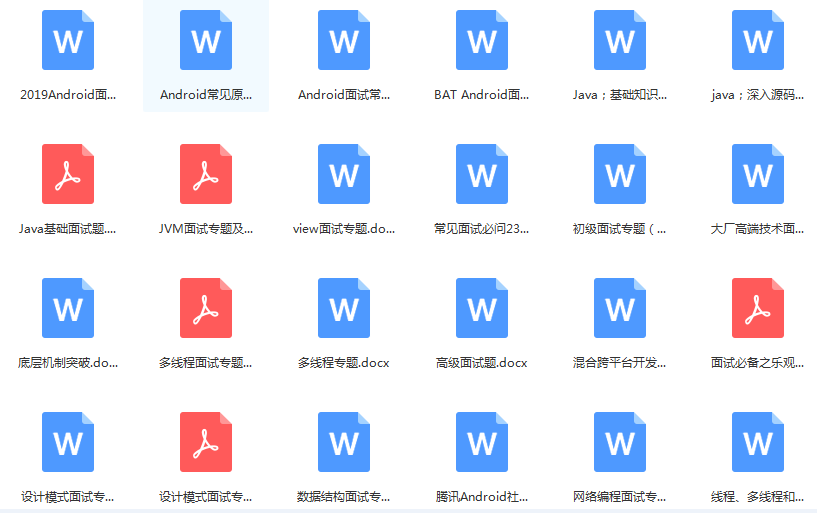 W W W W W W
2019Android面... Android常见原... Android面试常... BAT Android面... Java；基础知识... java；深入源码...
W W W W
Java基础面试题.... JVM面试专题及... view面试专题.do... 常见面试必问23... 初级面试专题（... 大厂高端技术面...
W W W W
底层机制突破.do... 多线程面试专题... 多线程专题.docx 高级面试题.docx 混合跨平台开发... 面试必备之乐观...
W W W W W
设计模式面试专... 设计模式面试专... 数据结构面试专... 腾讯Android社... 网络编程面试专... 线程、多线程和...